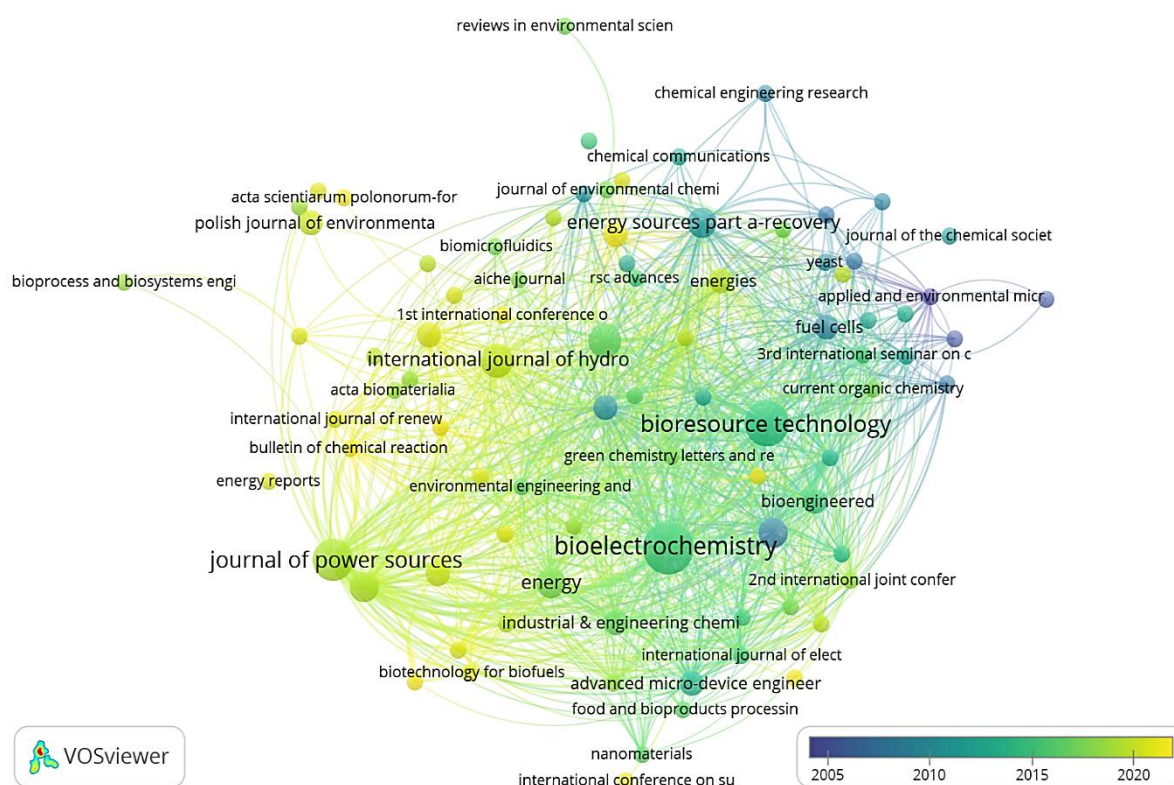 reviews in environmental scien
chemical engineering research
chemical communications
journal of environmental chemi
acta scientiarum polonorum-for
polish journal of environmenta
energy sources part a-recovery
journal of the chemical societ
biomicrofluidics
yeast
bioprocess and biosystems engi
aiche journal
rsc advances
energies
applied and environmental micr
1st international conference o
fuel cells
international journal of hydro
3rd international seminar on c
acta biomaterialia
current organic chemistry
international journal of renew
bioresource technology
bulletin of chemical reaction
green chemistry letters and re
energy reports
environmental engineering and
bioengineered
journal of power sources
bioelectrochemistry
energy
2nd international joint confer
industrial & engineering chemi
international journal of elect
biotechnology for biofuels
advanced micro-device engineer
food and bioproducts processin
nanomaterials
international conference on su
VOSviewer
2005 2010 2015 2020